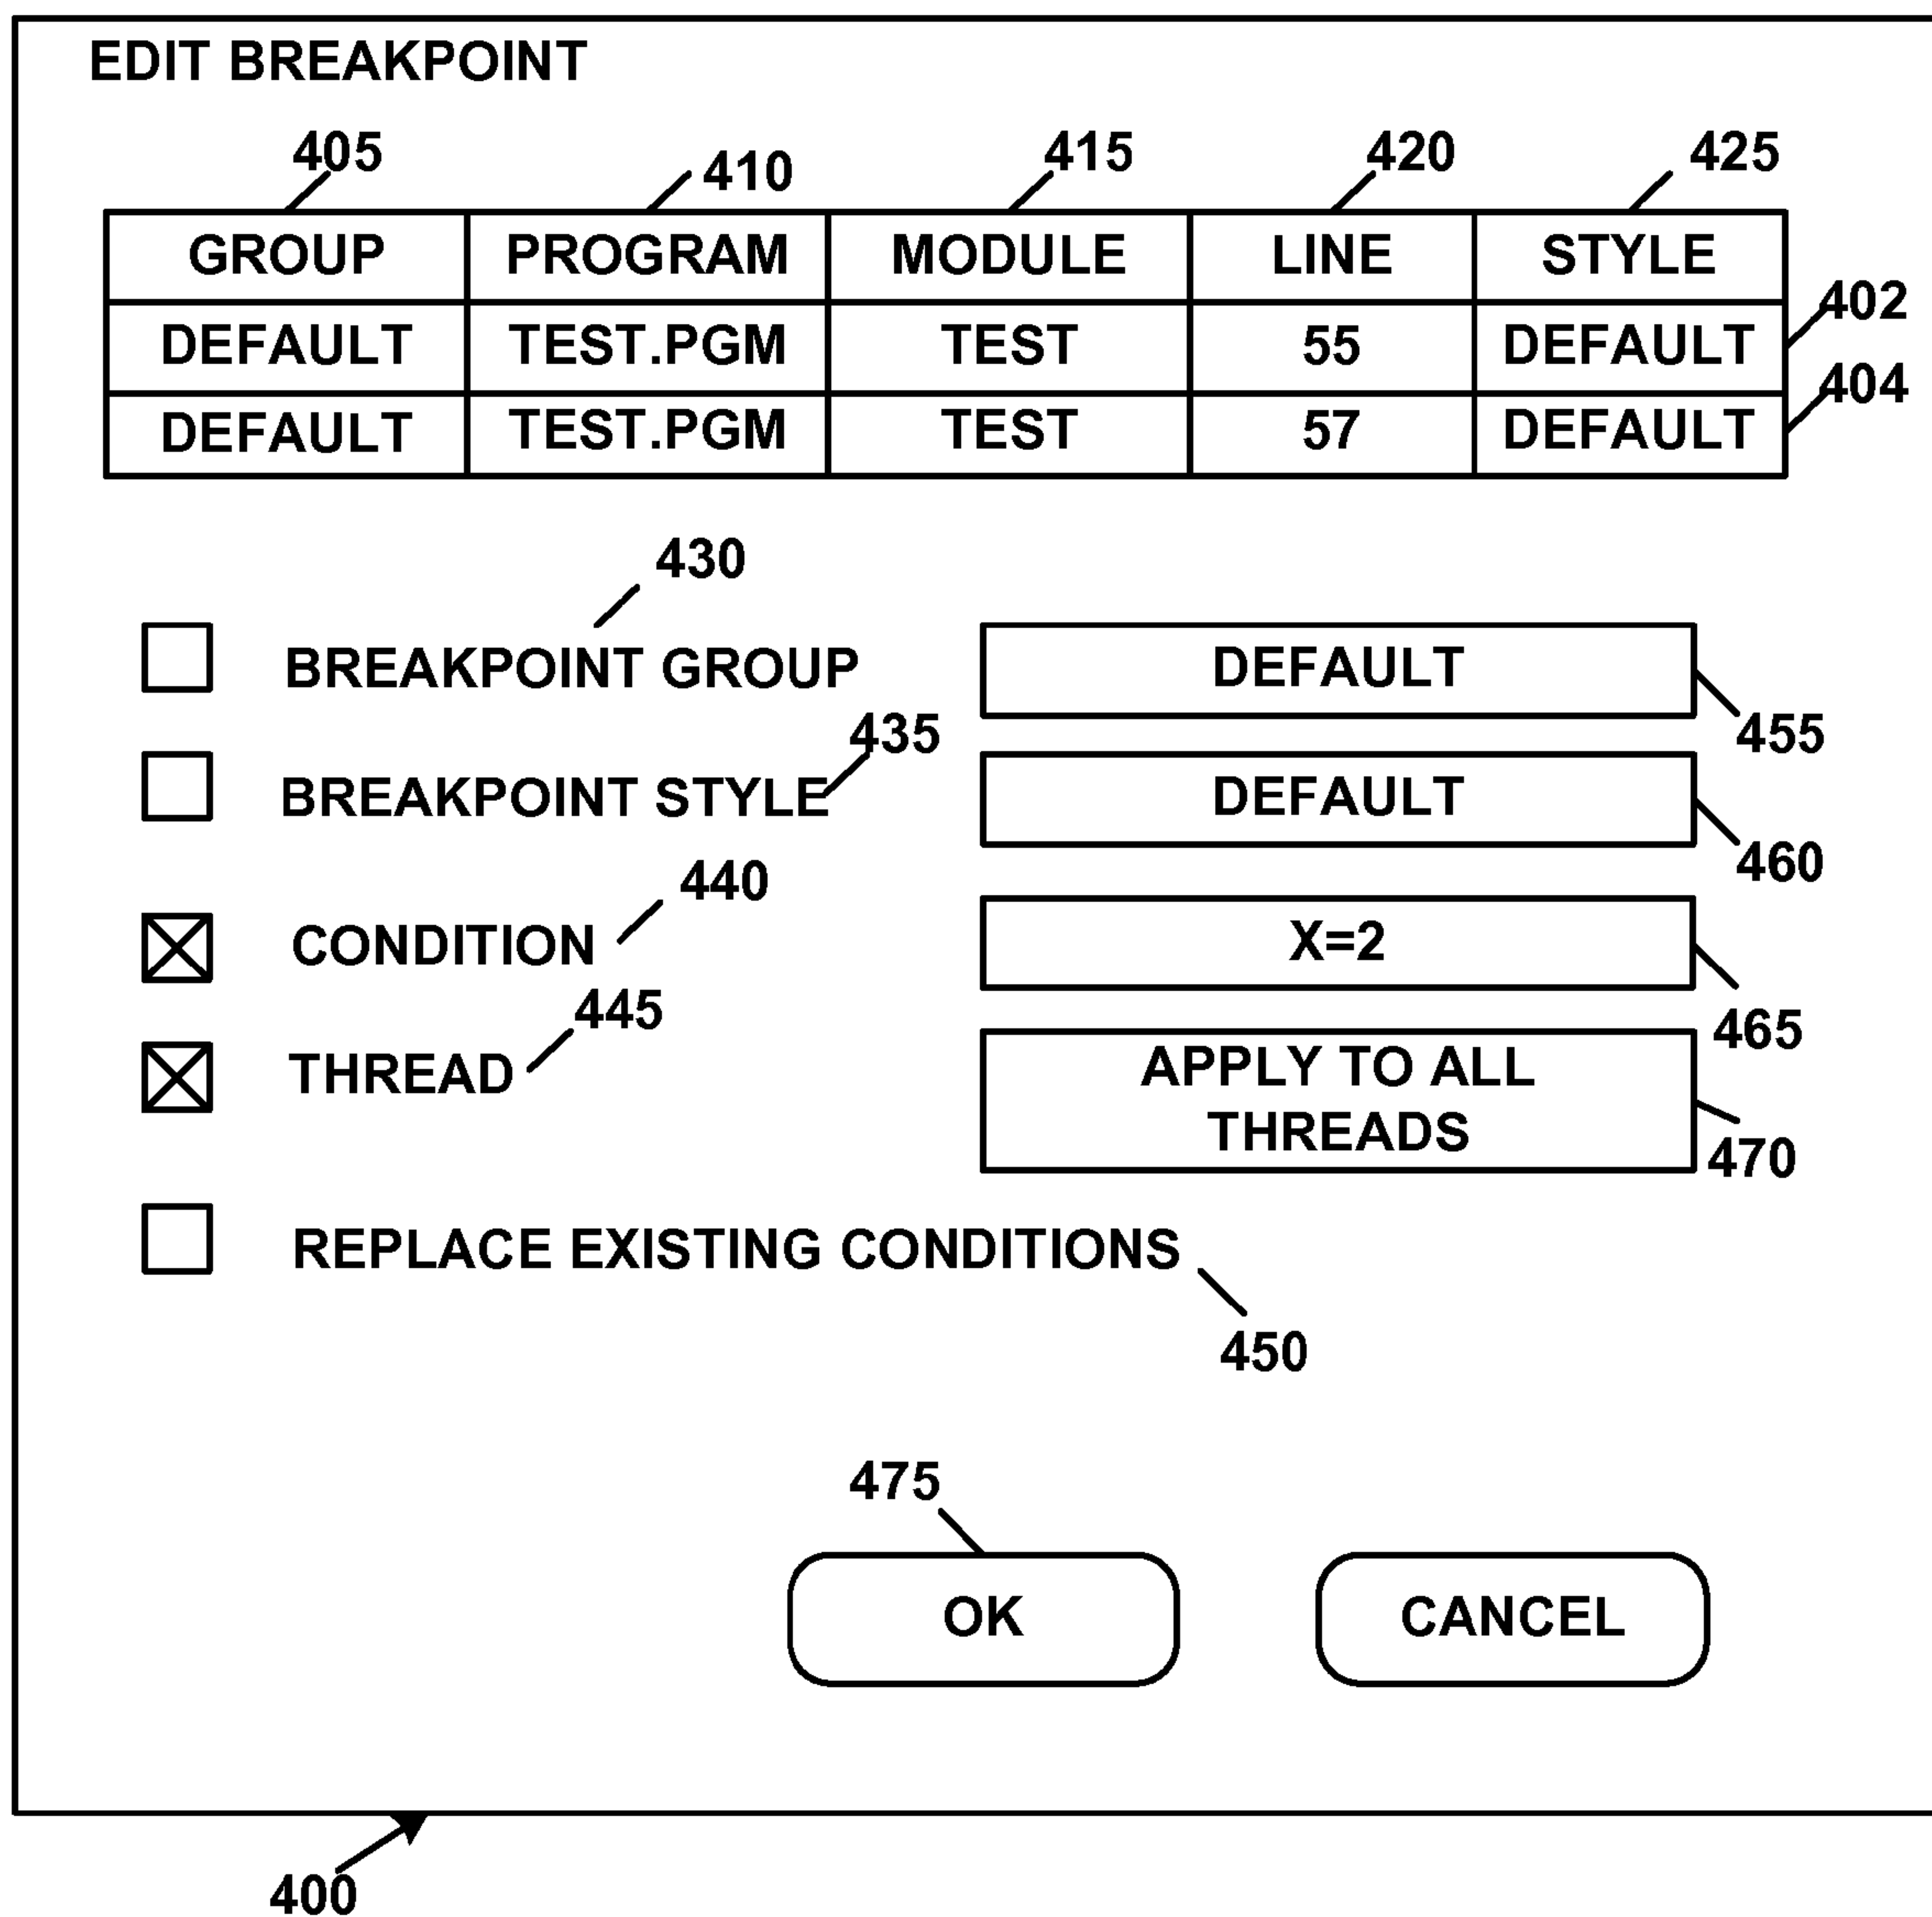 EDIT BREAKPOINT
405 410 415 420 425
GROUP PROGRAM MODULE LINE STYLE
402
DEFAULT TEST.PGM TEST 55 DEFAULT
404
DEFAULT TEST.PGM TEST 57 DEFAULT
430
BREAKPOINT GROUP DEFAULT
435 455
BREAKPOINT STYLE DEFAULT
440 460
CONDITION X=2
445 465
THREAD APPLY TO ALL
THREADS
470
REPLACE EXISTING CONDITIONS
450
475
OK CANCEL
400